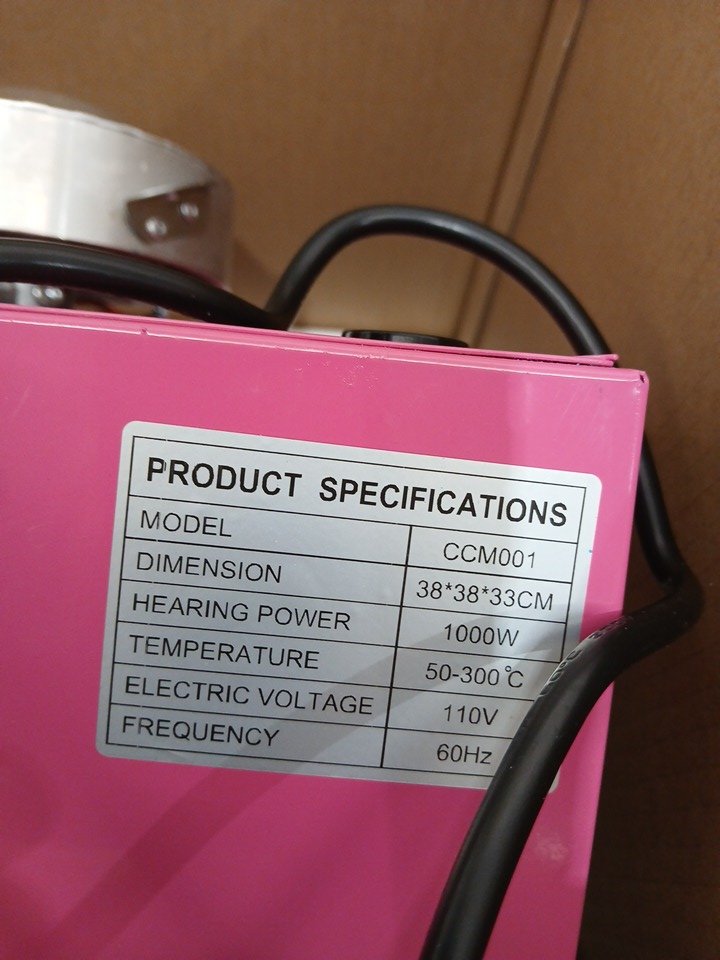 PRODUCT SPECIFICATIONS
MODEL CCM001
DIMENSION 38*38*33CM
HEARING POWER 1000W
TEMPERATURE 50-300℃
ELECTRIC VOLTAGE 110V
FREQUENCY 60Hz